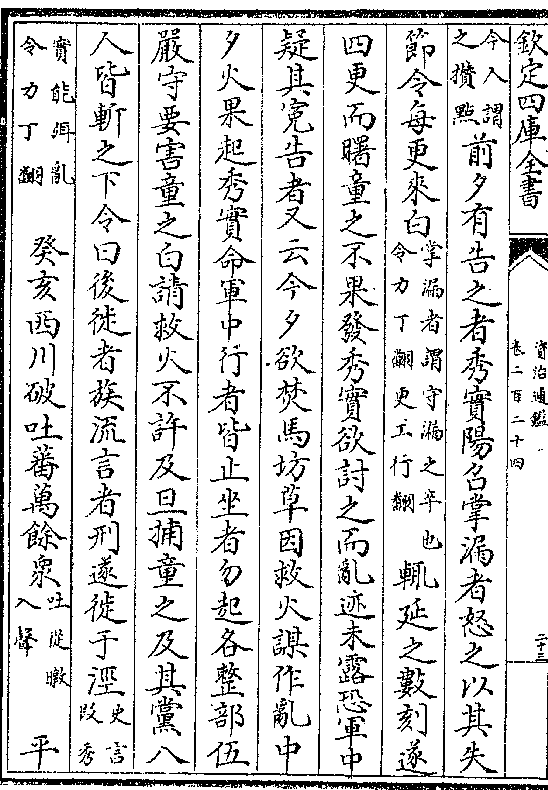 欽定四庫全書
資治通鑑
卷二百二十四
二十三
今人謂
之攢點
前夕有告之者秀實陽召掌漏者怒之以其失
節令每更來白
掌漏者謂守漏之卒也
令力丁翻更工行翻
輒延之數刻遂
四更而曙童之不果發秀實欲討之而亂迹未露恐軍中
疑其寃告者又云今夕欲焚馬坊草因救火謀作亂中
夕火果起秀實命軍中行者皆止坐者勿起各整部伍
嚴守要害童之白請救火不許及旦捕童之及其黨八
人皆斬之下令曰後徙者族流言者刑遂徙于涇
史言
段秀
實能弭亂
令力丁翻
癸亥西川破吐蕃萬餘衆
吐從暾
入聲
平